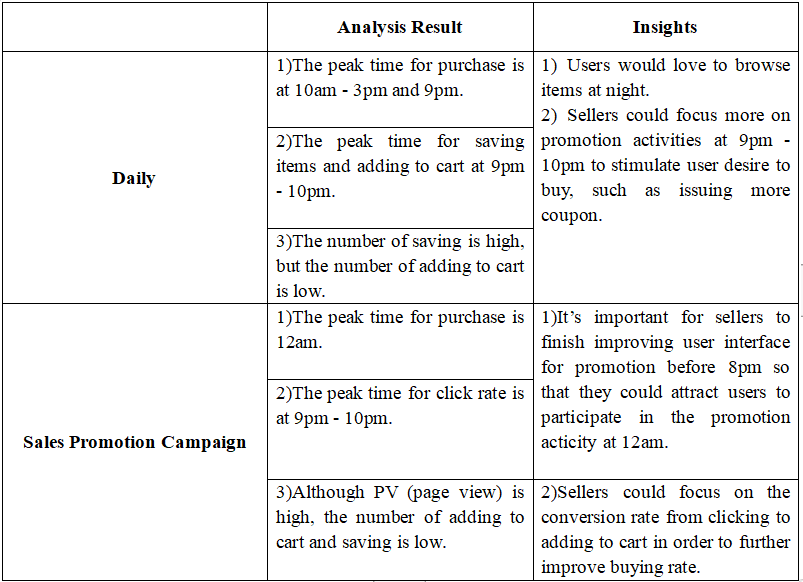 Analysis Result
Insights
Daily
1)The peak time for purchase is
at 10am - 3pm and 9pm.
2)The peak time for saving
items and adding to cart at 9pm
- 10pm.
3)The number of saving is high,
but the number of adding to cart
is low.
1) Users would love to browse
items at night.
2) Sellers could focus more on
promotion activities at 9pm -
10pm to stimulate user desire to
buy, such as issuing more
coupon.
Sales Promotion Campaign
1)The peak time for purchase is
12am.
2)The peak time for click rate is
at 9pm - 10pm.
3)Although PV (page view) is
high, the number of adding to
cart and saving is low.
1)It’s important for sellers to
finish improving user interface
for promotion before 8pm so
that they could attract users to
participate in the promotion
acticity at 12am.
2)Sellers could focus on the
conversion rate from clicking to
adding to cart in order to further
improve buying rate.